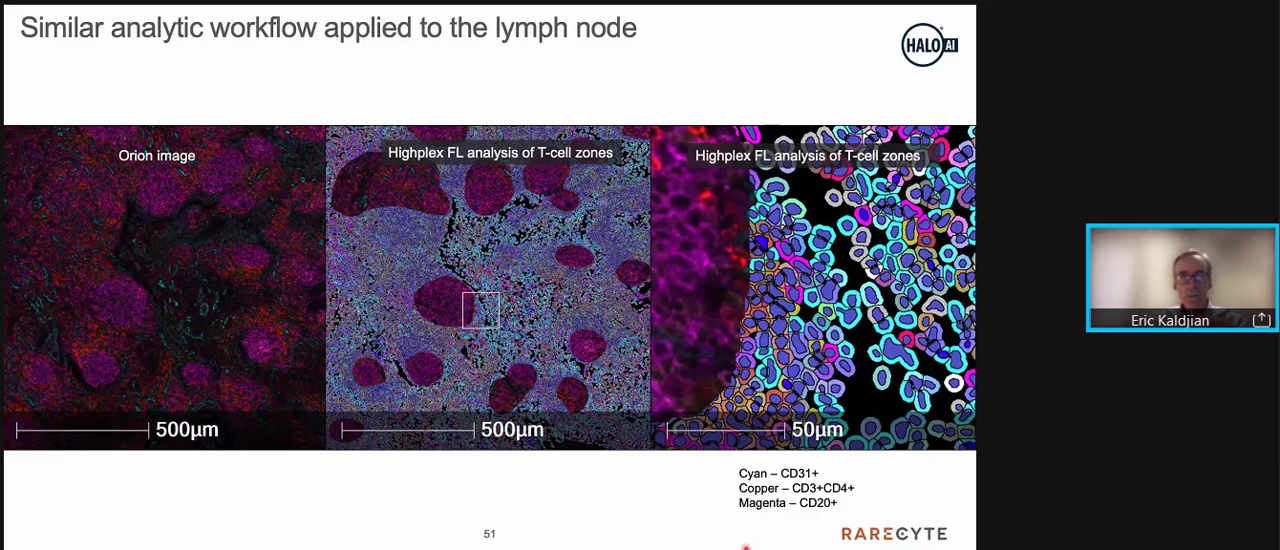 Similar analytic workflow applied to the lymph node
HALO AI
Orion image
Highplex FL analysis of T-cell zones
Highplex FL analysis of T-cell zones
500µm
500µm
50µm
Eric Kaldjian
Cyan – CD31+
Copper – CD3+CD4+
Magenta – CD20+
51
RARECYTE